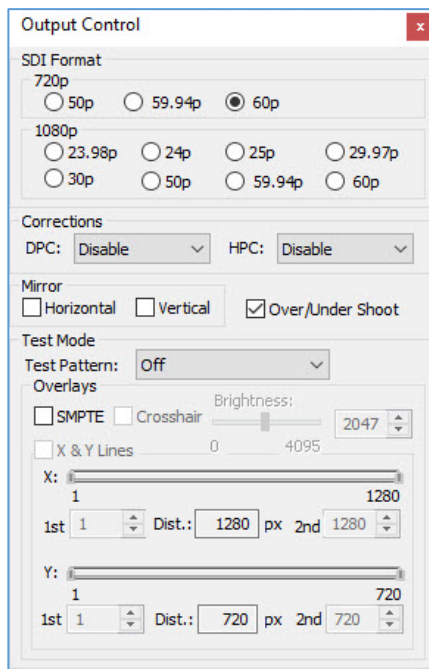 Output Control x
SDI Format
720p
50p 59.94p 60p
1080p
23.98p 24p 25p 29.97p
30p 50p 59.94p 60p
Corrections
DPC: Disable HPC: Disable
Mirror
Horizontal Vertical Over/Under Shoot
Test Mode
Test Pattern: Off
Overlays
Brightness:
SMPTE Crosshair 2047
X & Y Lines 0 4095
X:
1 1280
1st 1 Dist.: 1280 px 2nd 1280
Y:
1 720
1st 1 Dist.: 720 px 2nd 720